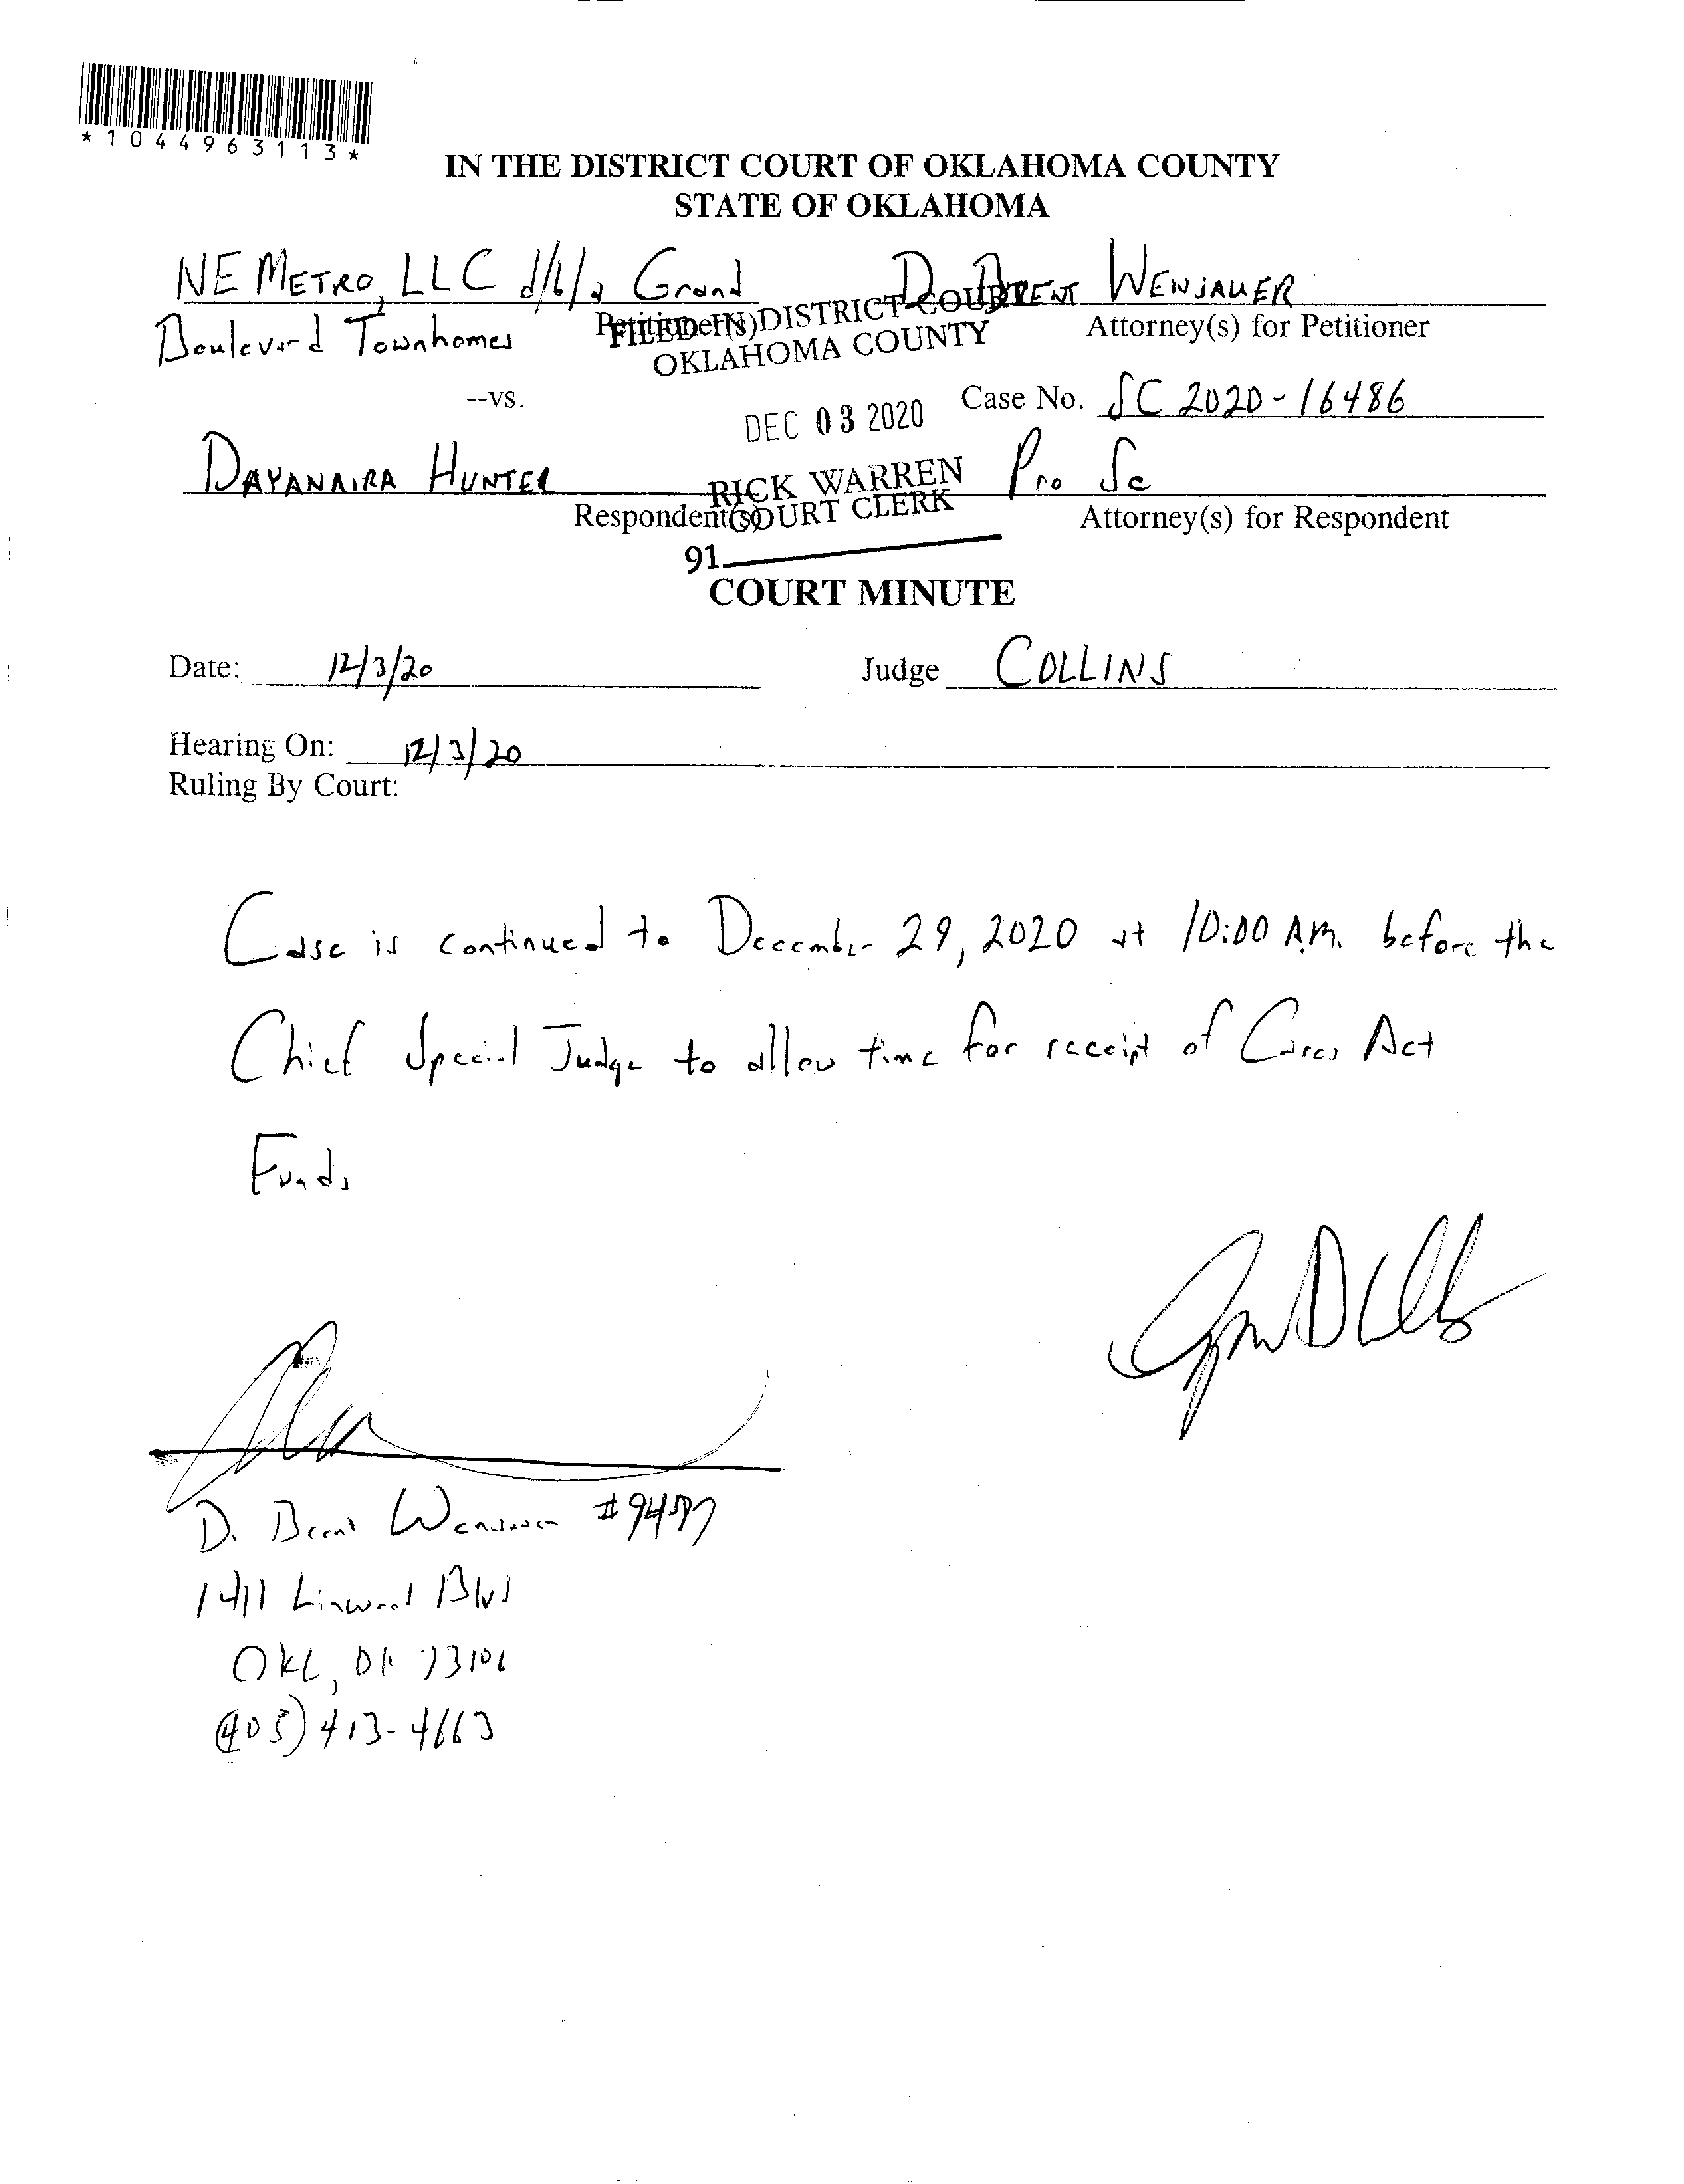 *1044963113*
IN THE DISTRICT COURT OF OKLAHOMA COUNTY
STATE OF OKLAHOMA
NE METRO, LLC d/b/a Grand
Boulevard Townhomes
Petitioner(s)
D. BRENT WENSAUER
Attorney(s) for Petitioner
FILED IN DISTRICT COURT
OKLAHOMA COUNTY
--vs.
DEC 03 2020
Case No. SC 2020-16486
DAYANAIRA HUNTER
Respondent(s)
RICK WARREN
COURT CLERK
Pro Se
Attorney(s) for Respondent
91
COURT MINUTE
Date: 12/3/20
Judge COLLINS
Hearing On: 12/3/20
Ruling By Court:
Case is continued to December 29, 2020 at 10:00 A.M. before the
Chief Special Judge to allow time for receipt of Cares Act
Funds
D. Brent Wensauer
1411 Linwood Blvd
OKC, OK 73106
(405) 413-4663